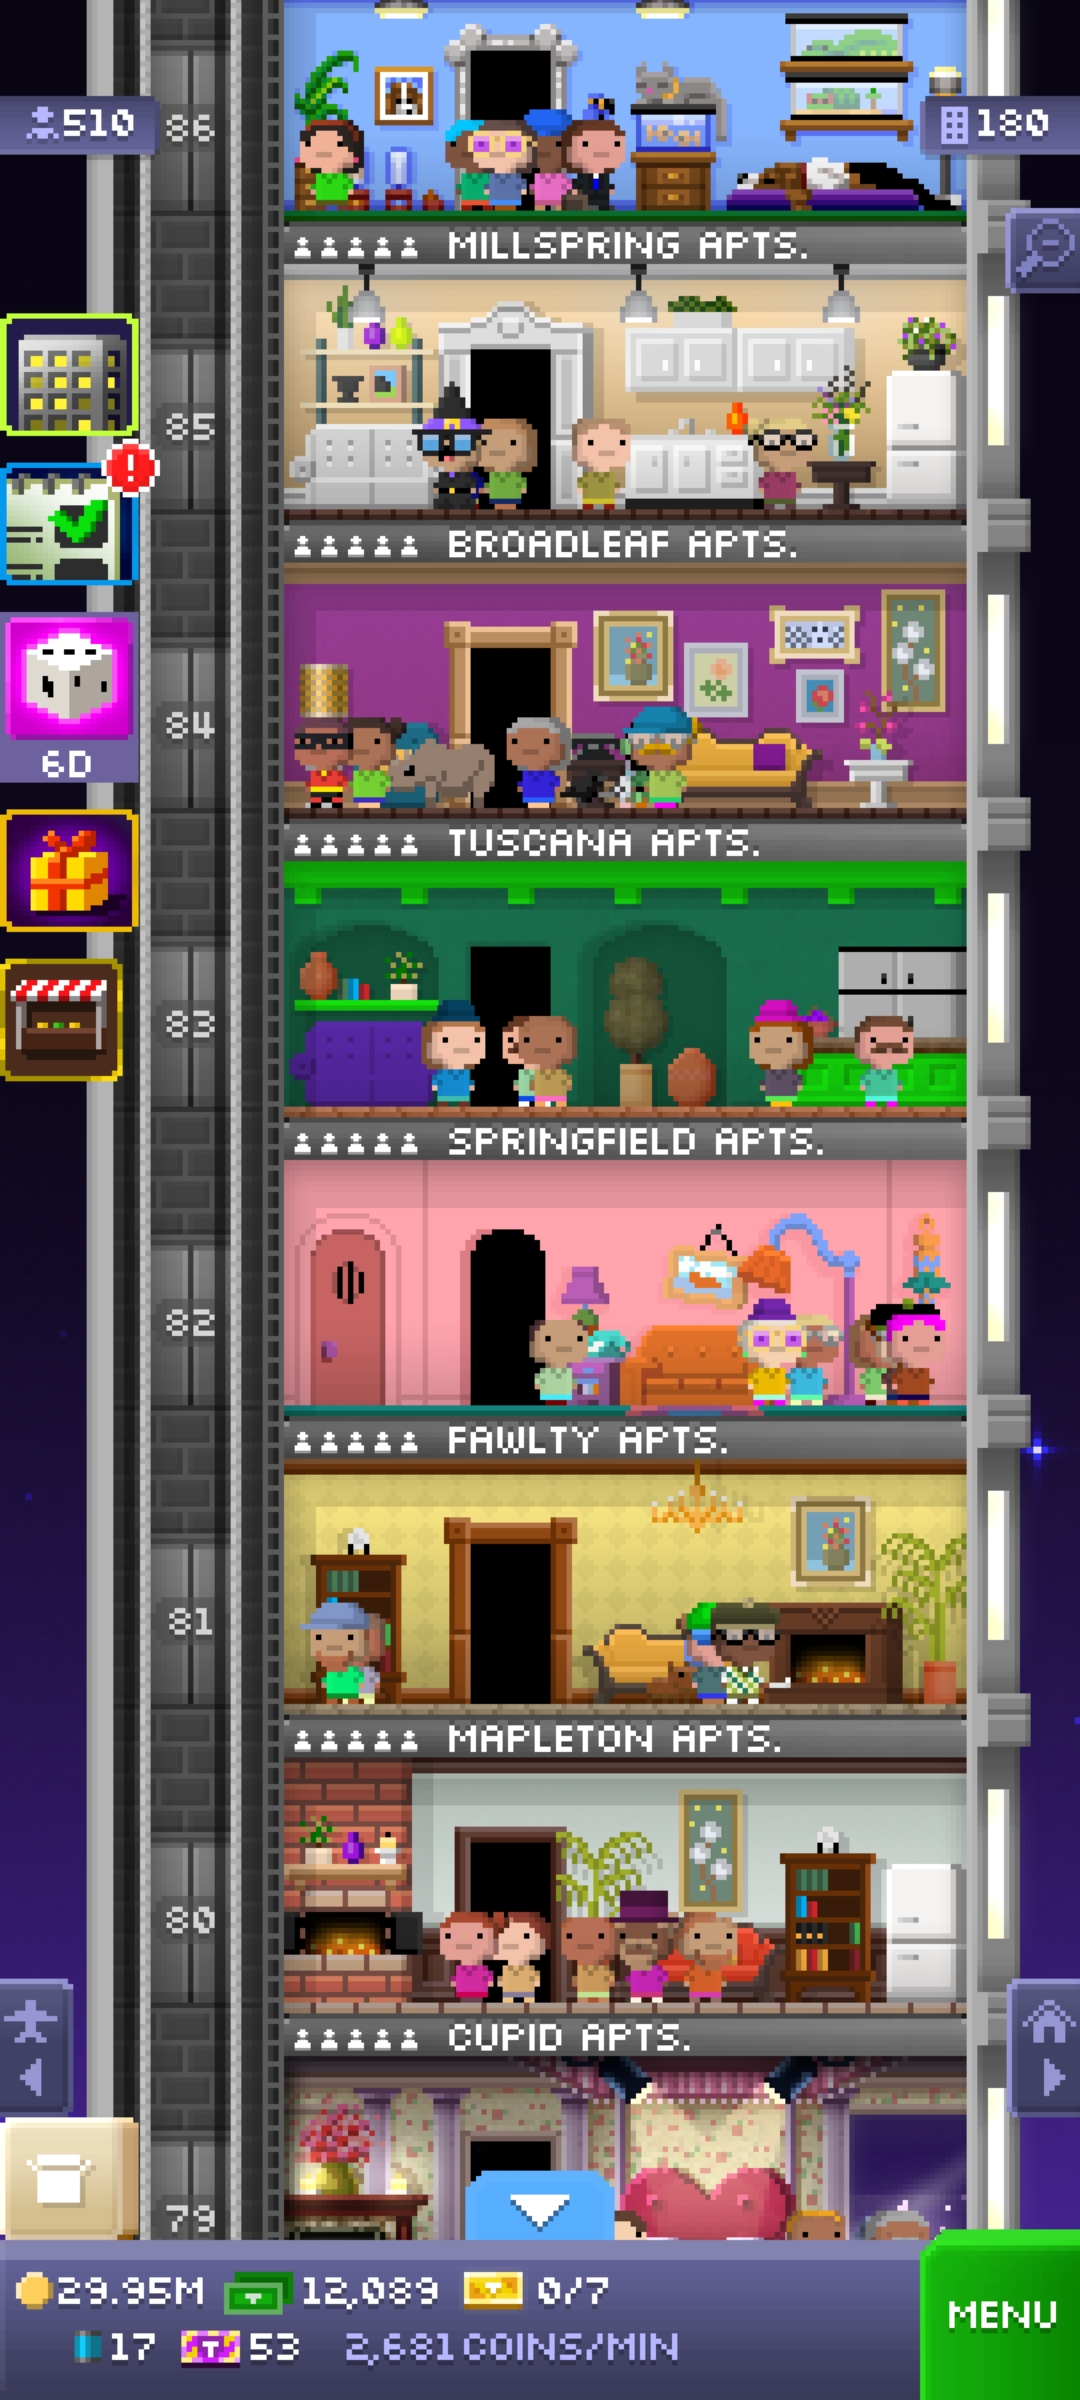 510
180
86
10-21
MILLSPRING APTS.
85
BROADLEAF APTS.
84
6D
TUSCANA APTS.
83
SPRINGFIELD APTS.
82
FAWLTY APTS.
81
MAPLETON APTS.
80
CUPID APTS.
79
29.95M 12,089 0/7
MENU
17 T 53 2,681 COINS/MIN